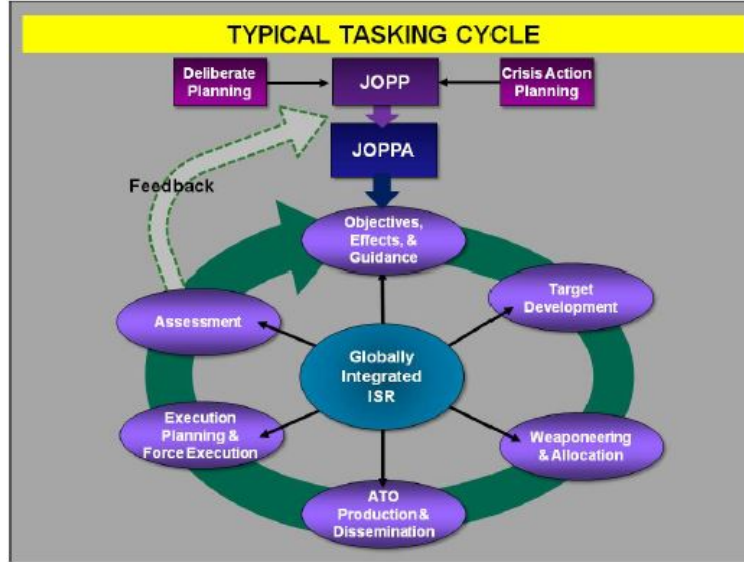 TYPICAL TASKING CYCLE
Deliberate
Planning
JOPP
Crisis Action
Planning
JOPPA
Feedback
Objectives,
Effects, &
Guidance
Target
Development
Assessment
Globally
Integrated
ISR
Execution
Planning &
Force Execution
Weaponeering
& Allocation
ATO
Production &
Dissemination